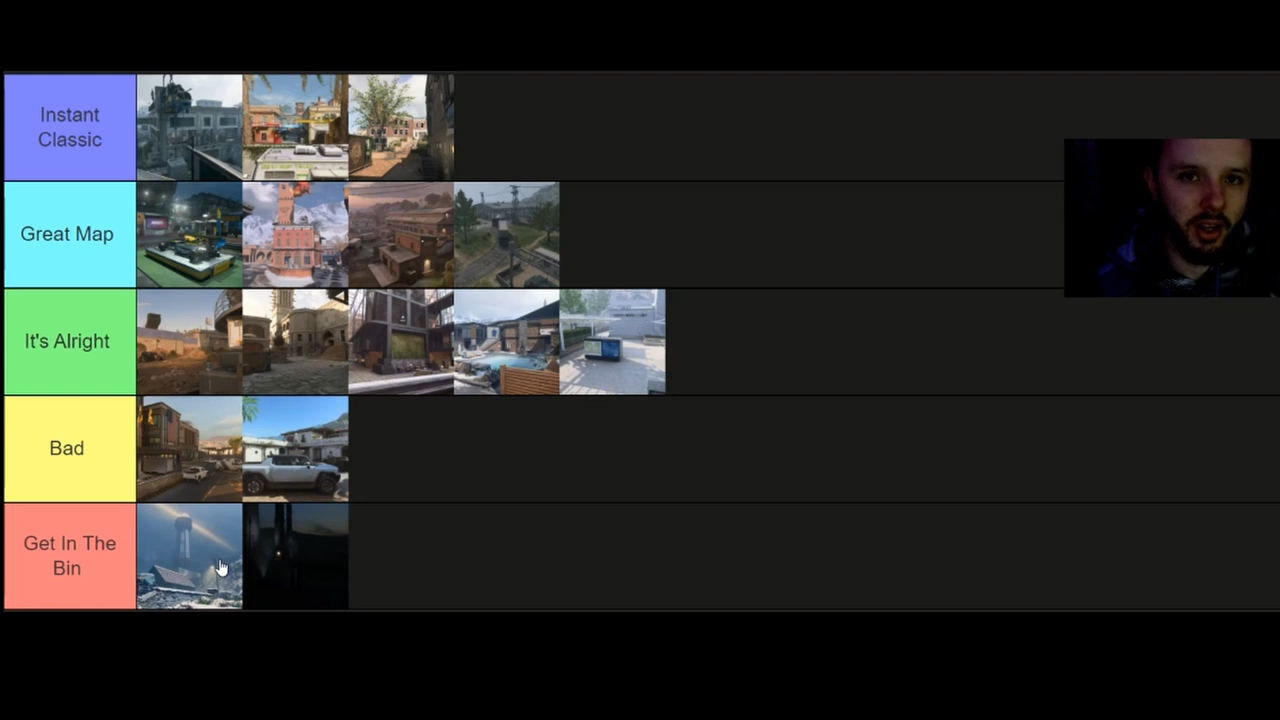 Instant
Classic
Great Map
It's Alright
Bad
Get In The
Bin